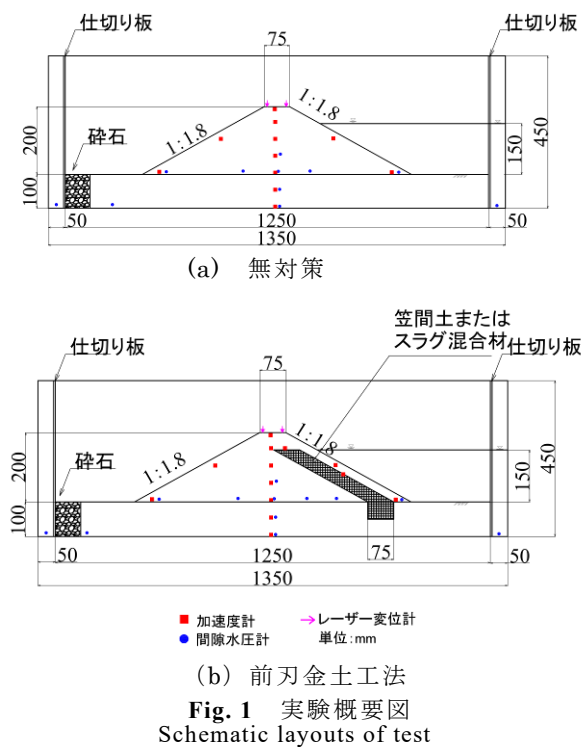 仕切り板
75
仕切り板
1:1.8
1:1.8
200
砕石
150
450
100
50
1250
50
1350
(a) 無対策
笠間土または
スラグ混合材
仕切り板
75
仕切り板
1:1.8
1:1.8
200
砕石
150
450
100
50
1250
75
50
1350
加速度計
レーザー変位計
間隙水圧計
単位:mm
(b) 前刃金土工法
Fig. 1 実験概要図
Schematic layouts of test